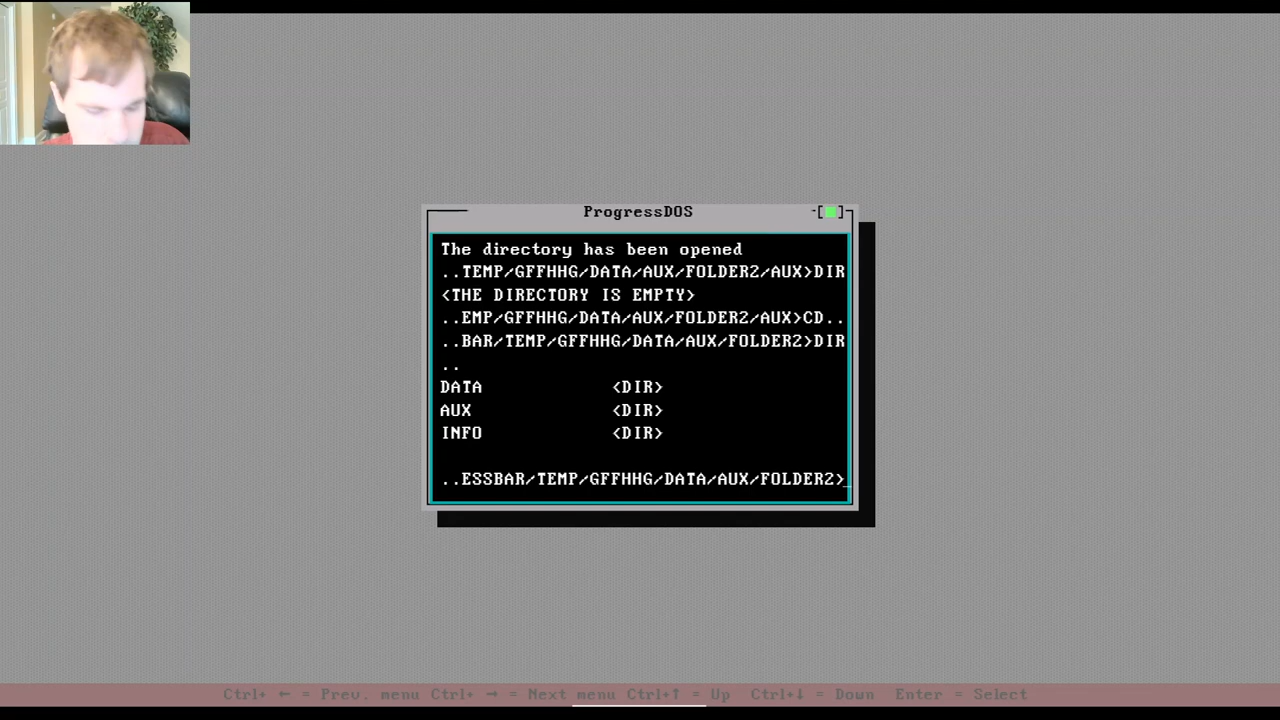 ProgressDOS
-[■]
The directory has been opened
..TEMP/GFFHHG/DATA/AUX/FOLDER2/AUX>DIR
<THE DIRECTORY IS EMPTY>
..EMP/GFFHHG/DATA/AUX/FOLDER2/AUX>CD..
..BAR/TEMP/GFFHHG/DATA/AUX/FOLDER2>DIR
..
DATA <DIR>
AUX <DIR>
INFO <DIR>
..ESSBAR/TEMP/GFFHHG/DATA/AUX/FOLDER2>_
Ctrl+ ← = Prev. menu Ctrl+ → = Next menu Ctrl+↑ = Up Ctrl+↓ = Down Enter = Select